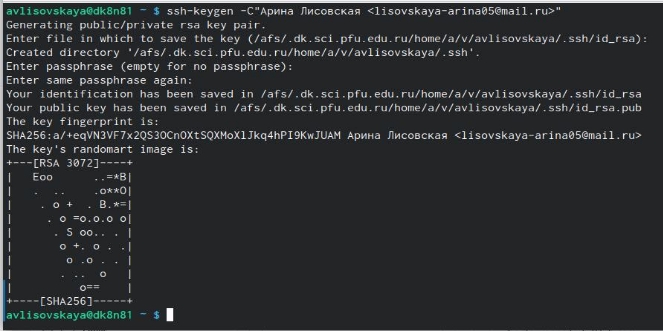 avlisovskaya@dk8n81 ~ $ ssh-keygen -C"Арина Лисовская <lisovskaya-arina05@mail.ru>"
Generating public/private rsa key pair.
Enter file in which to save the key (/afs/.dk.sci.pfu.edu.ru/home/a/v/avlisovskaya/.ssh/id_rsa):
Created directory '/afs/.dk.sci.pfu.edu.ru/home/a/v/avlisovskaya/.ssh'.
Enter passphrase (empty for no passphrase):
Enter same passphrase again:
Your identification has been saved in /afs/.dk.sci.pfu.edu.ru/home/a/v/avlisovskaya/.ssh/id_rsa
Your public key has been saved in /afs/.dk.sci.pfu.edu.ru/home/a/v/avlisovskaya/.ssh/id_rsa.pub
The key fingerprint is:
SHA256:a/+eqVN3VF7x2QS3OCnOXtSQXMoXlJkq4hPI9KwJUAM Арина Лисовская <lisovskaya-arina05@mail.ru>
The key's randomart image is:
+---[RSA 3072]----+
|   Eoo      ..=*B|
|   .  ..    .o**O|
|    . o +  . B.*=|
|     . o =o.o.o o|
|      . S oo.. . |
|       o +. o . .|
|        o .o . . |
|       . ..  o   |
|          o==    |
+----[SHA256]-----+
avlisovskaya@dk8n81 ~ $